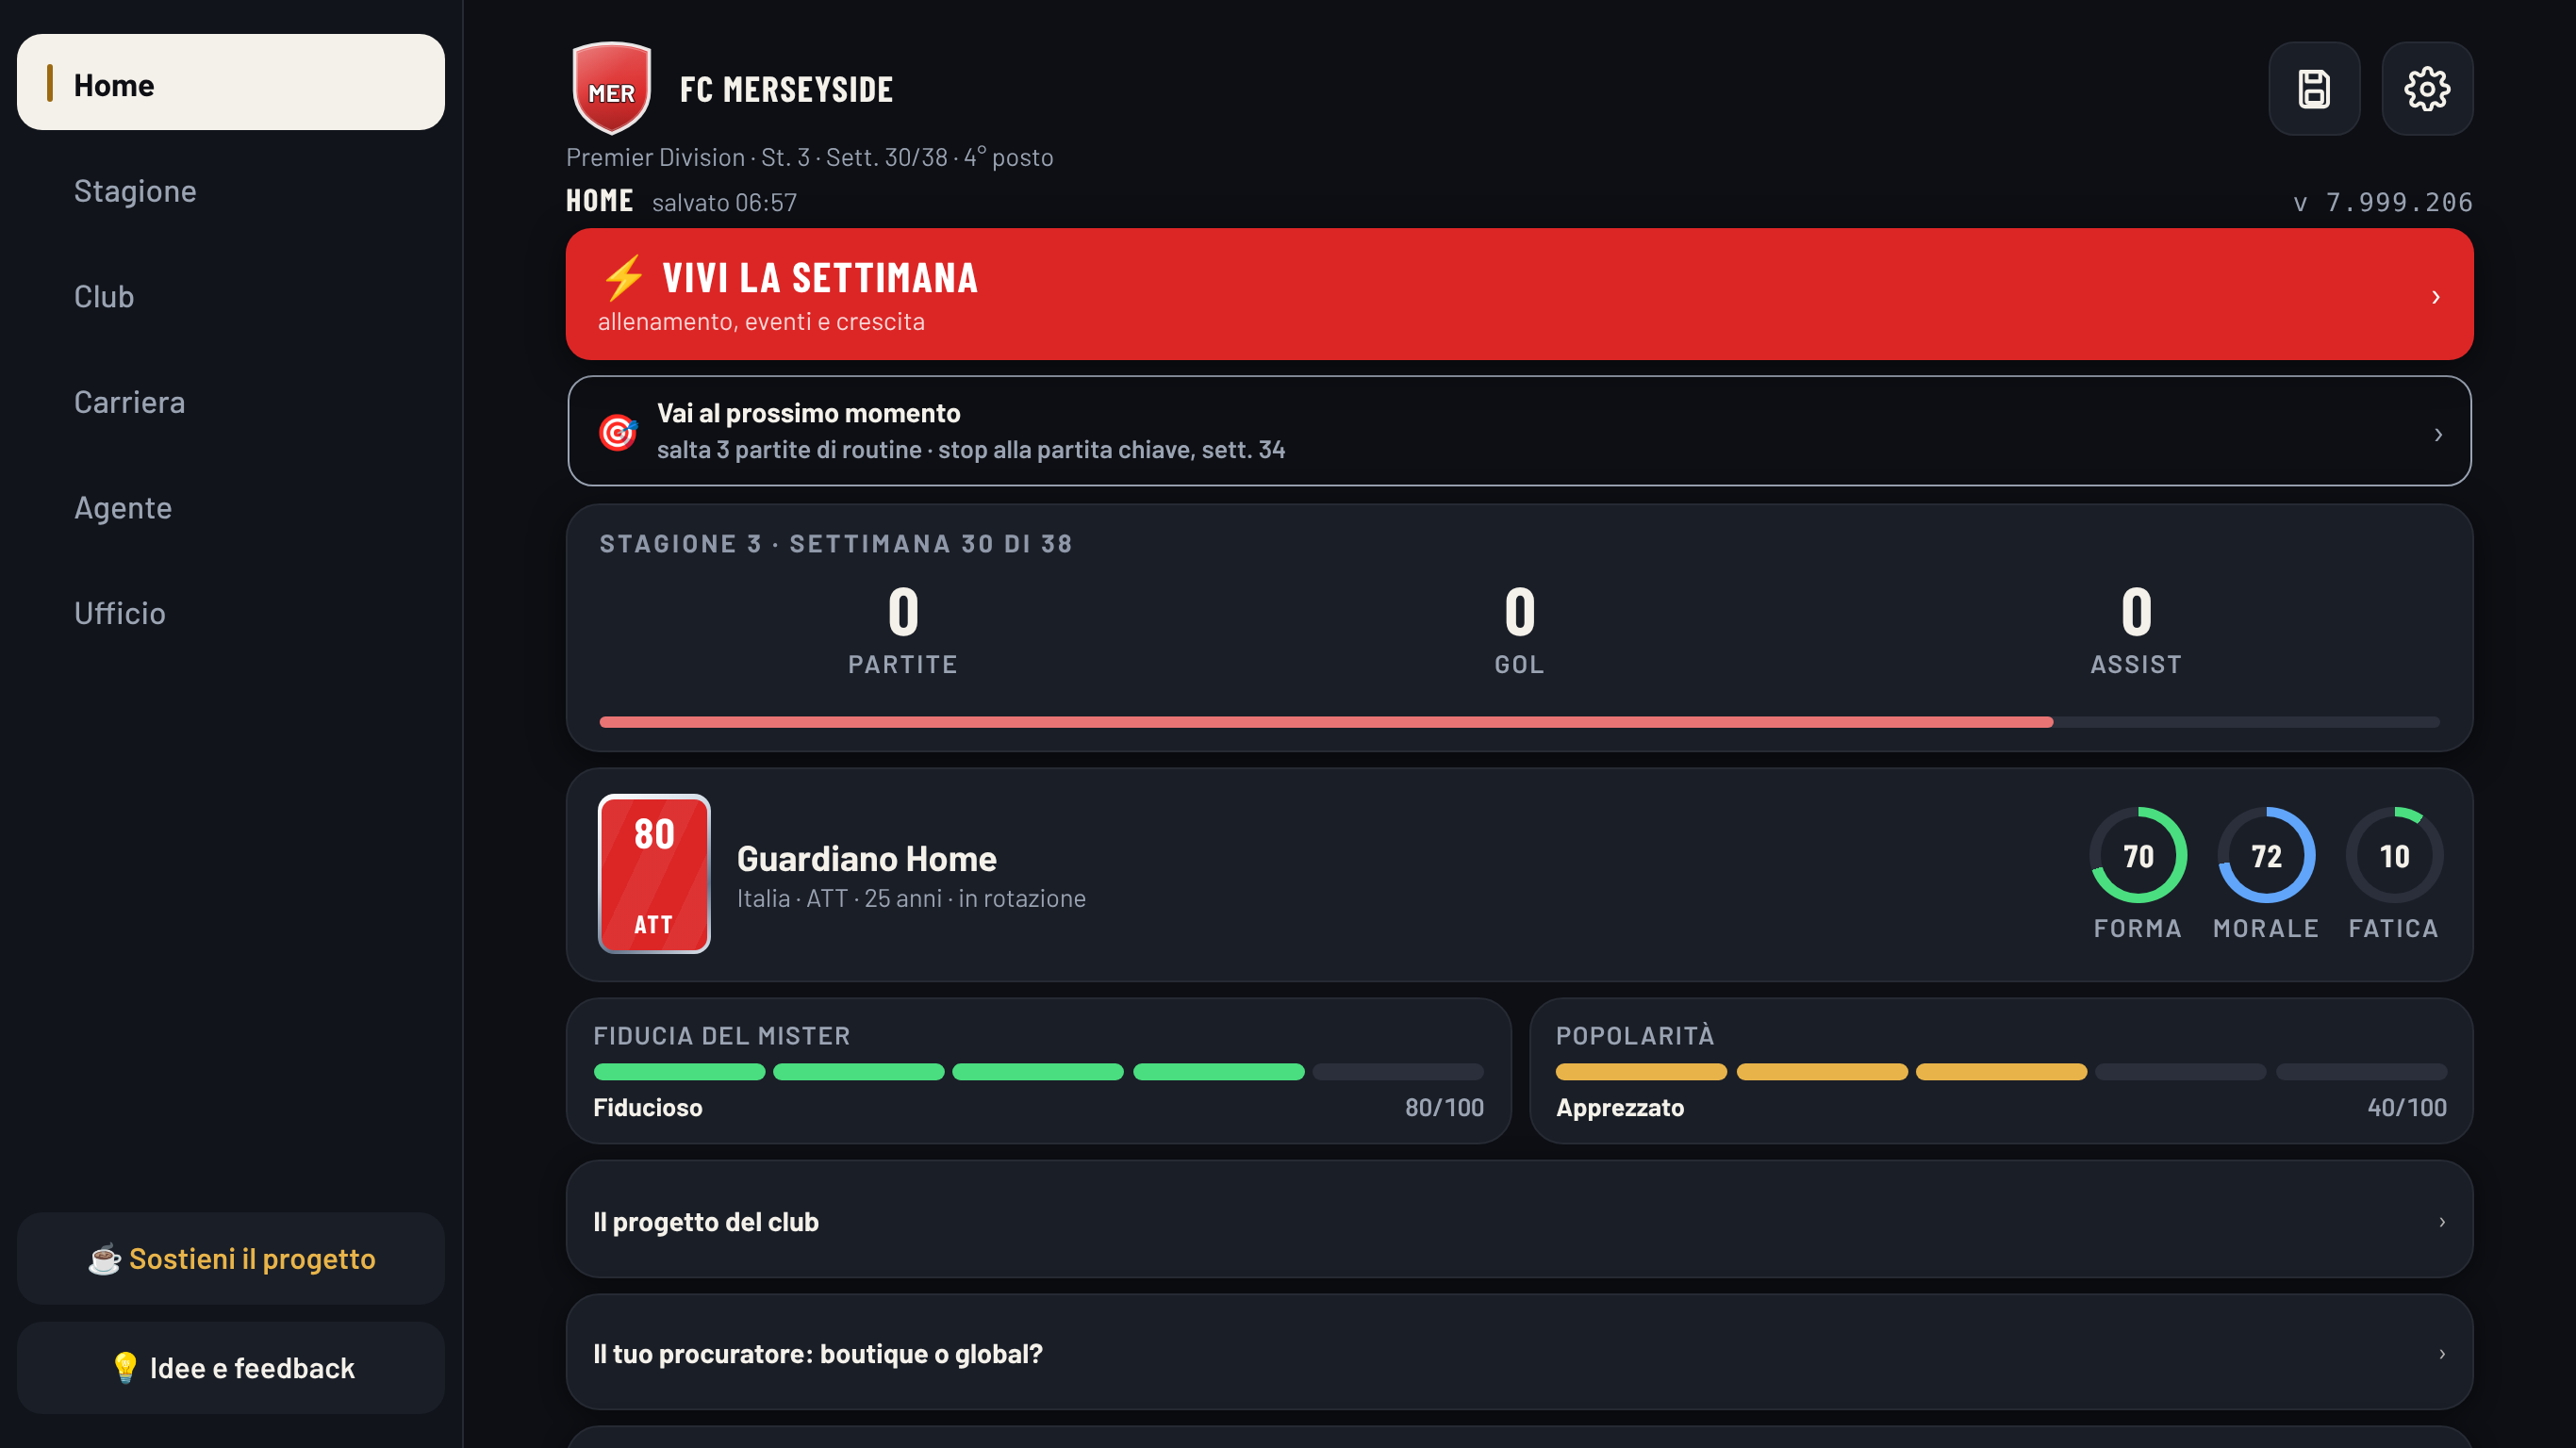 Home
Stagione
Club
Carriera
Agente
Ufficio
☕ Sostieni il progetto
💡 Idee e feedback
MER
FC MERSEYSIDE
Premier Division · St. 3 · Sett. 30/38 · 4° posto
HOME salvato 06:57
v 7.999.206
⚡ VIVI LA SETTIMANA
allenamento, eventi e crescita
›
🎯 Vai al prossimo momento
salta 3 partite di routine · stop alla partita chiave, sett. 34
›
STAGIONE 3 · SETTIMANA 30 DI 38
0 0 0
PARTITE GOL ASSIST
80
ATT
Guardiano Home
Italia · ATT · 25 anni · in rotazione
70 72 10
FORMA MORALE FATICA
FIDUCIA DEL MISTER
Fiducioso 80/100
POPOLARITÀ
Apprezzato 40/100
Il progetto del club ›
Il tuo procuratore: boutique o global? ›